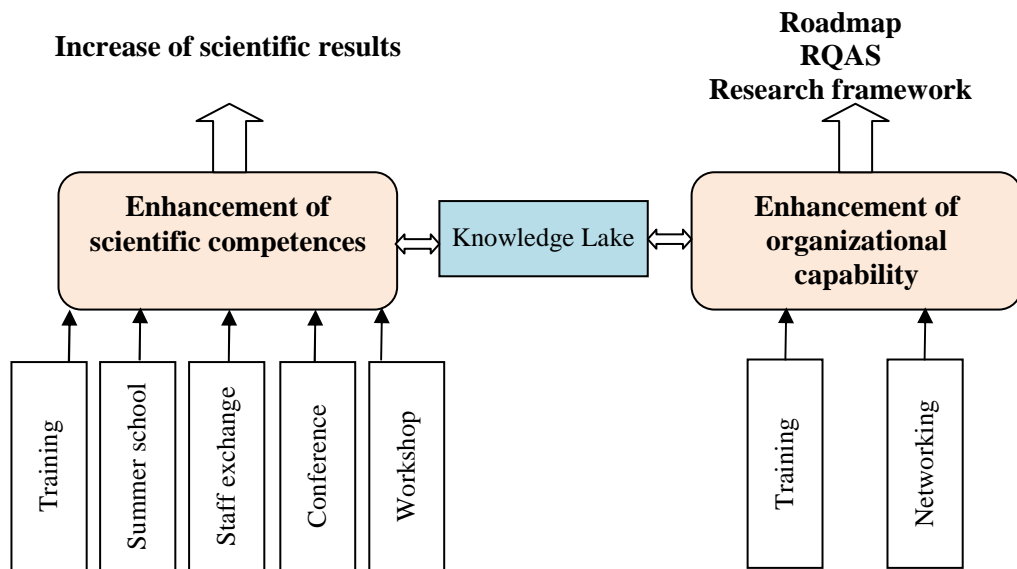 Increase of scientific results
Roadmap
RQAS
Research framework
Enhancement of
scientific competences
Knowledge Lake
Enhancement of
organizational
capability
Training
Summer school
Staff exchange
Conference
Workshop
Training
Networking